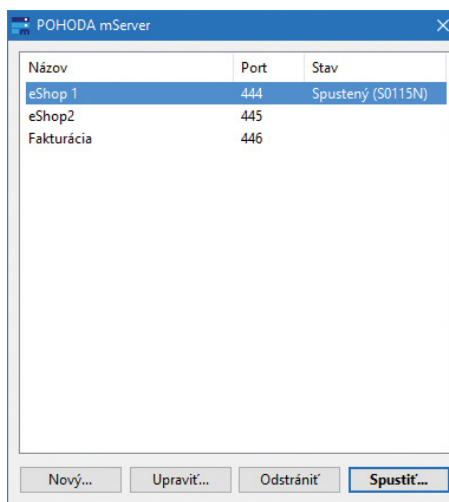 POHODA mServer
Názov Port Stav
eShop 1 444 Spustený (S0115N)
eShop2 445
Fakturácia 446
Nový... Upraviť... Odstrániť Spustiť...